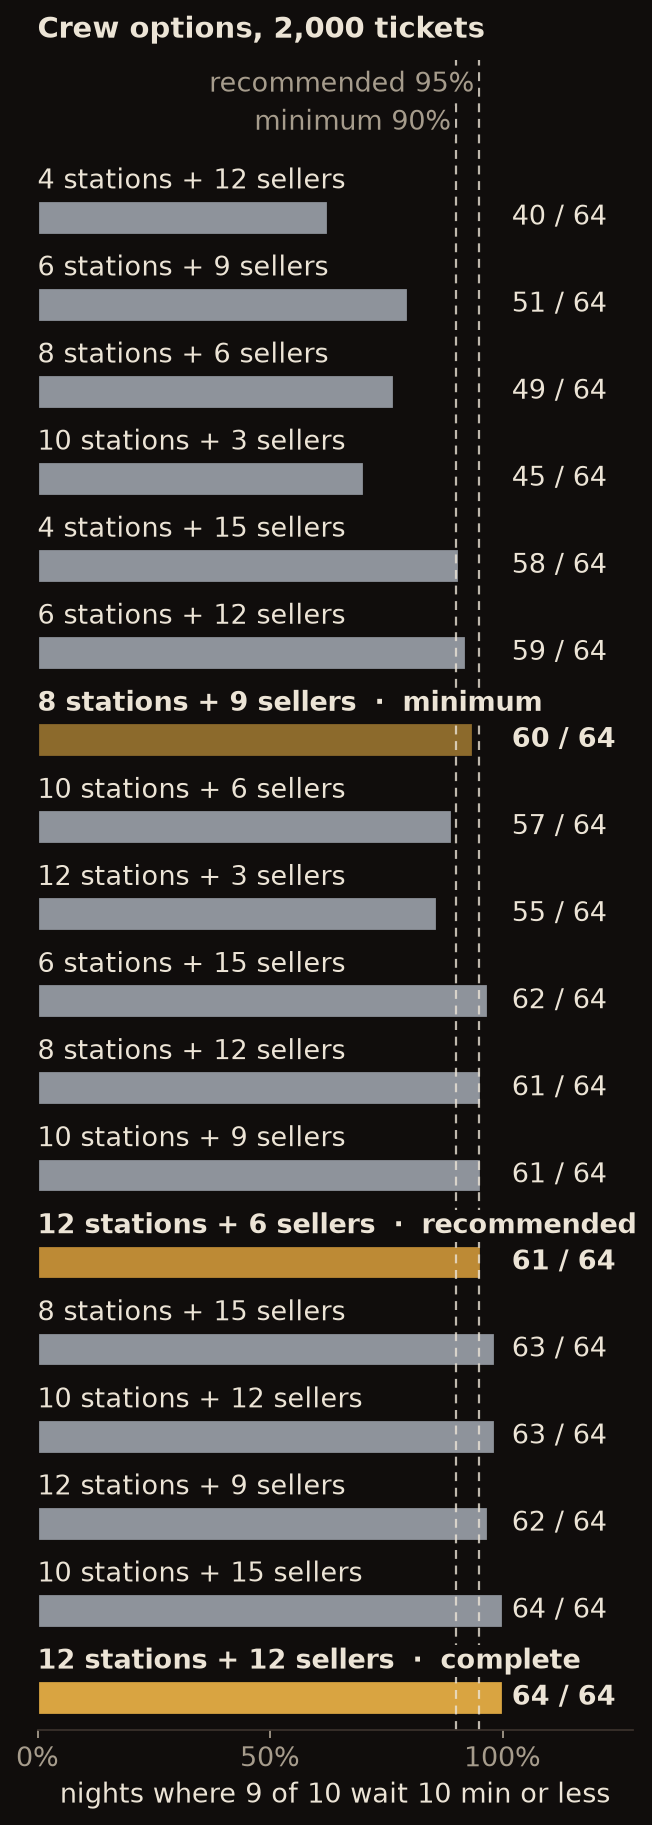 Crew options, 2,000 tickets
recommended 95%
minimum 90%
4 stations + 12 sellers
40 / 64
6 stations + 9 sellers
51 / 64
8 stations + 6 sellers
49 / 64
10 stations + 3 sellers
45 / 64
4 stations + 15 sellers
58 / 64
6 stations + 12 sellers
59 / 64
8 stations + 9 sellers · minimum
60 / 64
10 stations + 6 sellers
57 / 64
12 stations + 3 sellers
55 / 64
6 stations + 15 sellers
62 / 64
8 stations + 12 sellers
61 / 64
10 stations + 9 sellers
61 / 64
12 stations + 6 sellers · recommended
61 / 64
8 stations + 15 sellers
63 / 64
10 stations + 12 sellers
63 / 64
12 stations + 9 sellers
62 / 64
10 stations + 15 sellers
64 / 64
12 stations + 12 sellers · complete
64 / 64
0% 50% 100%
nights where 9 of 10 wait 10 min or less